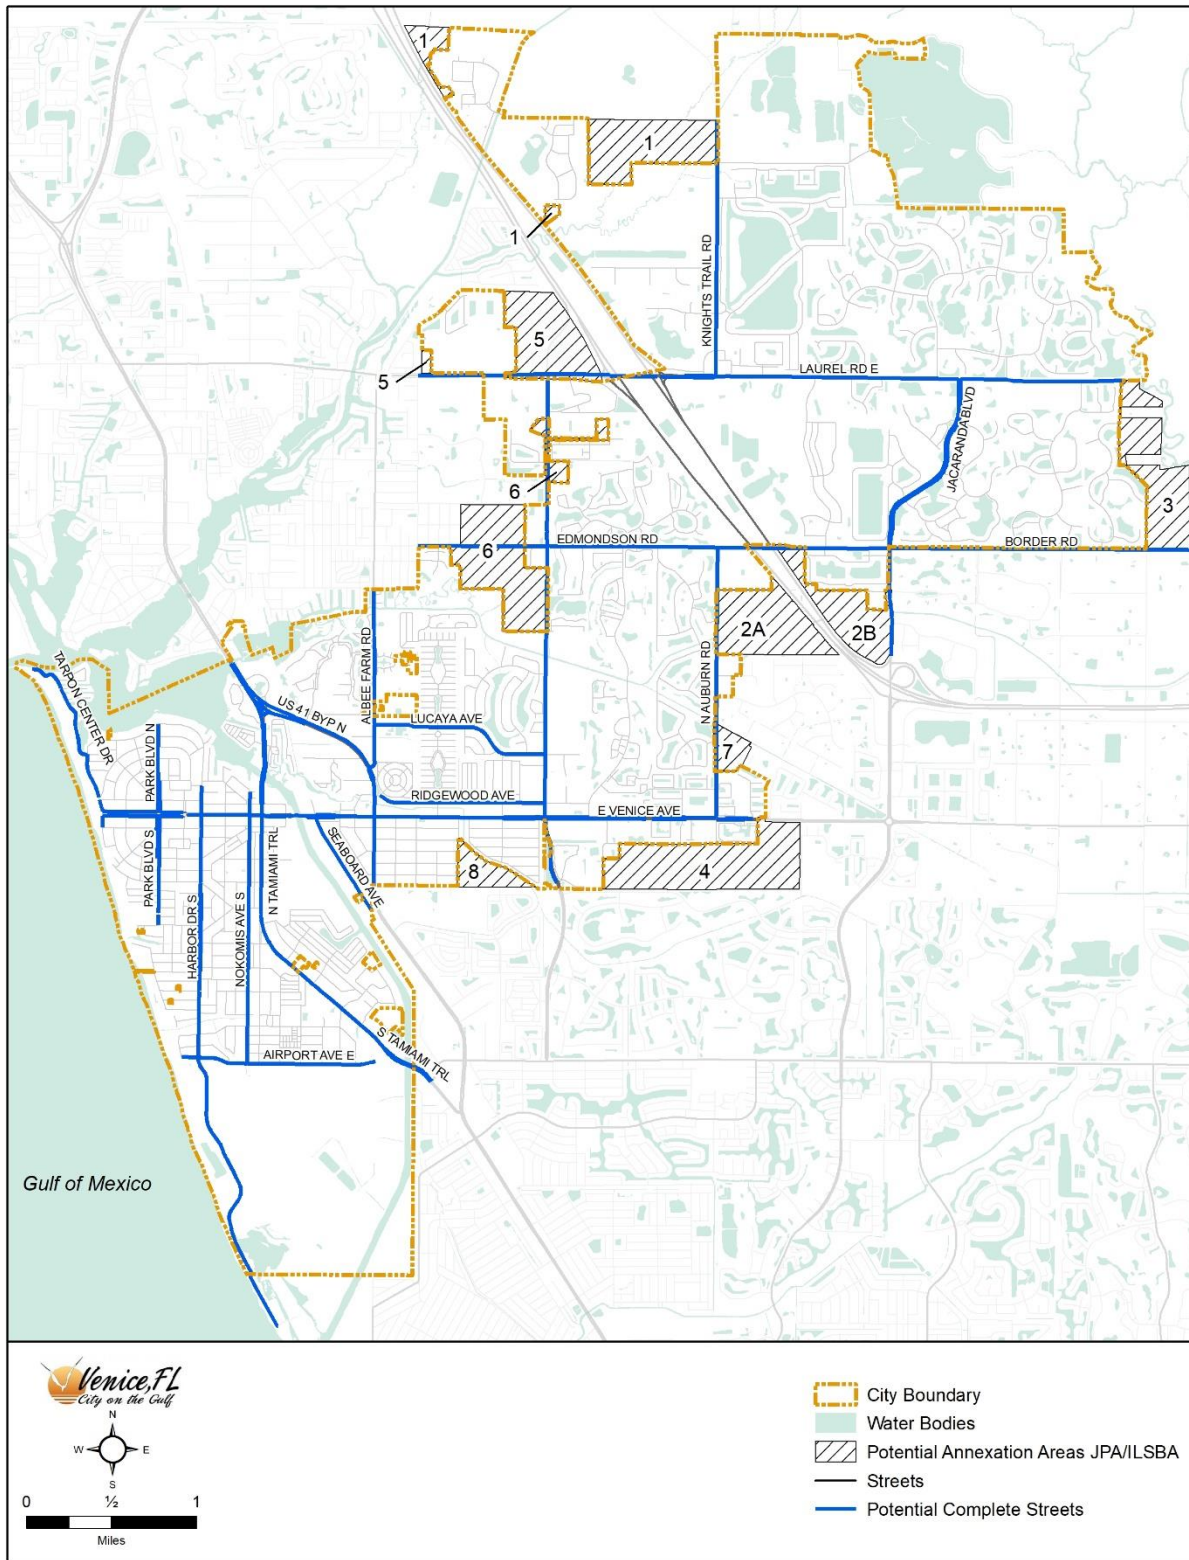 1
1
1
KNIGHTS TRAIL RD
5
5
LAUREL RD E
JACARANDA BLVD
6
3
EDMONDSON RD
BORDER RD
6
2A
2B
ALBEE FARM RD
N AUBURN RD
TARPON CENTER DR
US 41 BYP N
LUCAYA AVE
7
PARK BLVD N
RIDGEWOOD AVE
E VENICE AVE
PARK BLVD S
HARBOR DR S
NOKOMIS AVE S
N TAMIAMI TRL
SEABOARD AVE
8
4
S TAMIAMI TRL
AIRPORT AVE E
Gulf of Mexico
Venice, FL
City on the Gulf
N
W
E
S
0 ½ 1
Miles
City Boundary
Water Bodies
Potential Annexation Areas JPA/ILSBA
Streets
Potential Complete Streets